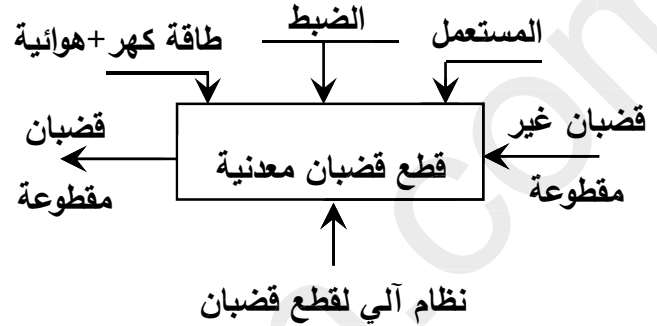 المستعمل
الضبط
طاقة كهر+هوائية
قضبان غير
مقطوعة
قطع قضبان معدنية
قضبان
مقطوعة
نظام آلي لقطع قضبان